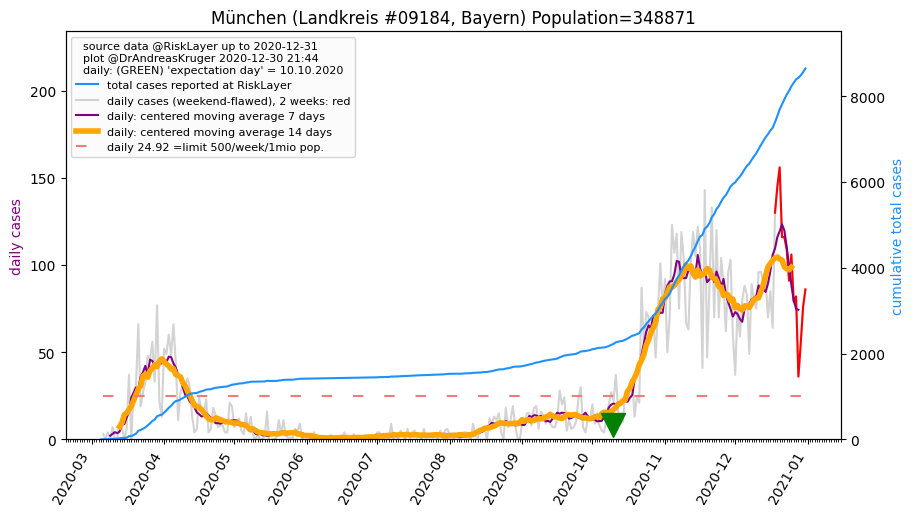 München (Landkreis #09184, Bayern) Population=348871
source data @RiskLayer up to 2020-12-31
plot @DrAndreasKruger 2020-12-30 21:44
daily: (GREEN) 'expectation day' = 10.10.2020
total cases reported at RiskLayer
daily cases (weekend-flawed), 2 weeks: red
daily: centered moving average 7 days
daily: centered moving average 14 days
daily 24.92 =limit 500/week/1mio pop.
daily cases
200
150
100
50
0
cumulative total cases
8000
6000
4000
2000
0
2020-03
2020-04
2020-05
2020-06
2020-07
2020-08
2020-09
2020-10
2020-11
2020-12
2021-01